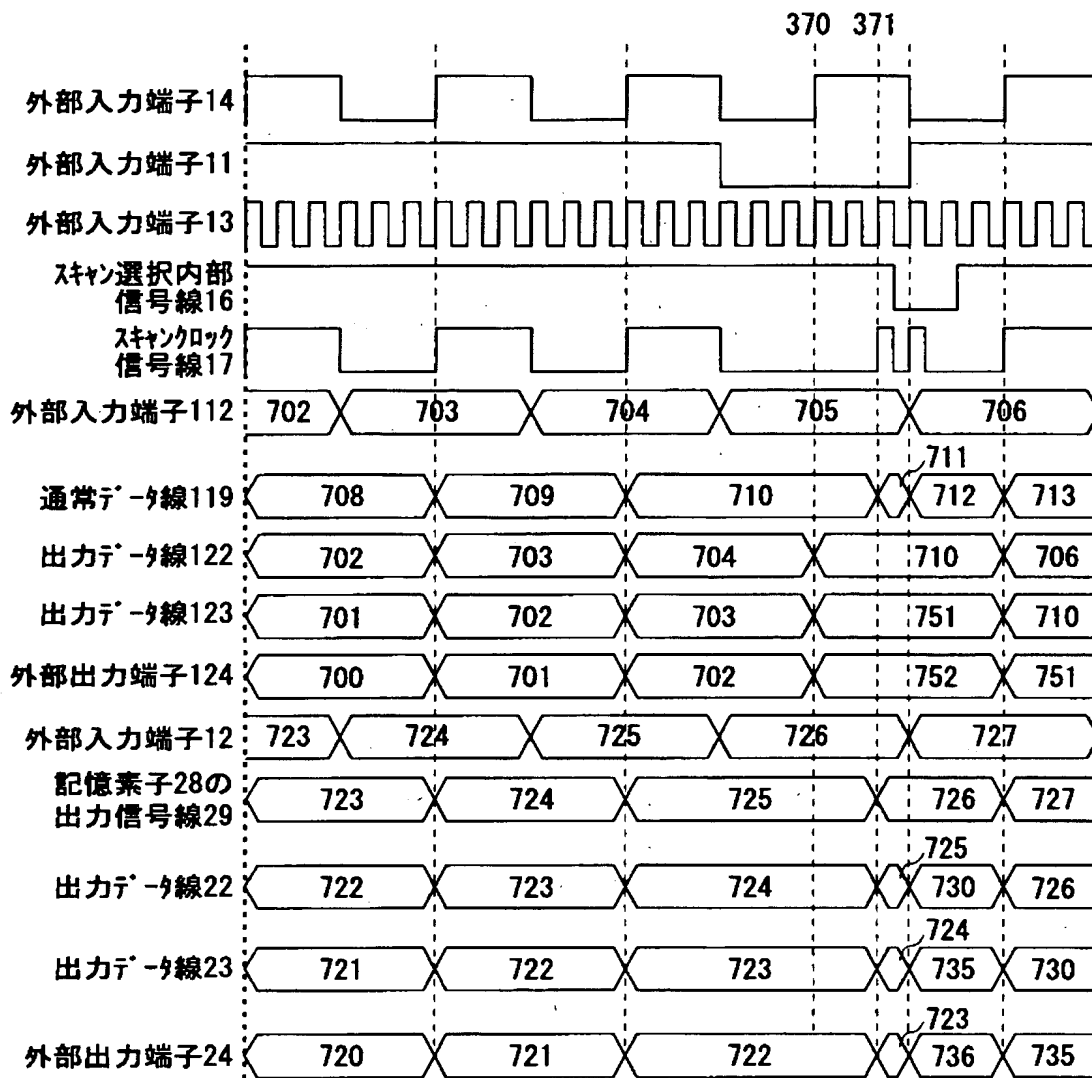 370 371
外部入力端子14
外部入力端子11
外部入力端子13
スキャン選択内部
信号線16
スキャンクロック
信号線17
外部入力端子112 702 703 704 705 706
711
通常データ線119 708 709 710 712 713
出力データ線122 702 703 704 710 706
出力データ線123 701 702 703 751 710
外部出力端子124 700 701 702 752 751
外部入力端子12 723 724 725 726 727
記憶素子28の
出力信号線29 723 724 725 726 727
725
出力データ線22 722 723 724 730 726
724
出力データ線23 721 722 723 735 730
723
外部出力端子24 720 721 722 736 735